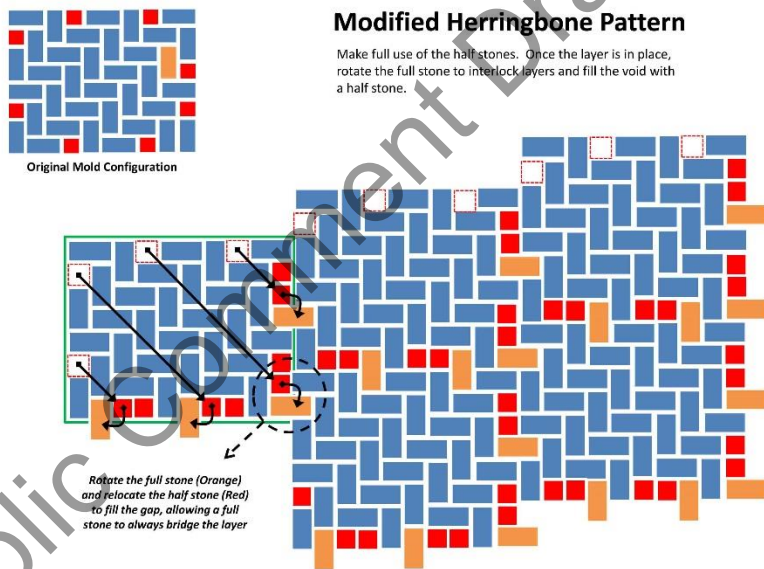 Modified Herringbone Pattern
Make full use of the half stones. Once the layer is in place,
rotate the full stone to interlock layers and fill the void with
a half stone.
Original Mold Configuration
Rotate the full stone (Orange)
and relocate the half stone (Red)
to fill the gap, allowing a full
stone to always bridge the layer
blic Comment Dra